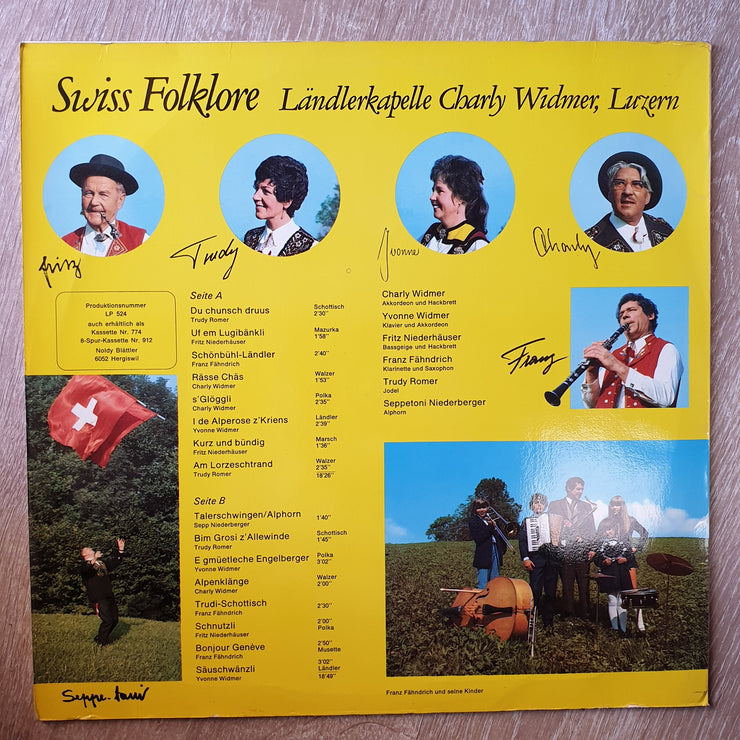 Swiss Folklore Ländlerkapelle Charly Widmer, Luzern
fritz
Trudy
Yvonne
Charly
Produktionsnummer
LP 524
auch erhältlich als
Kassette Nr. 774
8-Spur-Kassette Nr. 912
Noldy Blättler
6052 Hergiswil
Seite A
Du chunsch druus Schottisch
Trudy Romer 2'30''
Uf em Lugibänkli Mazurka
Fritz Niederhäuser 1'58''
Schönbühl-Ländler 2'40''
Franz Fähndrich
Rässe Chäs Walzer
Charly Widmer 1'53''
s'Glöggli Polka
Charly Widmer 2'35''
I de Alperose z'Kriens Ländler
Yvonne Widmer 2'39''
Kurz und bündig Marsch
Fritz Niederhäuser 1'36''
Am Lorzeschtrand Walzer
Trudy Romer 2'35''
18'26''
Seite B
Talerschwingen/Alphorn 1'40''
Sepp Niederberger
Bim Grosi z'Allewinde Schottisch
Trudy Romer 1'45''
E gmüetleche Engelberger Polka
Yvonne Widmer 3'02''
Alpenklänge Walzer
Charly Widmer 2'00''
Trudi-Schottisch 2'30''
Franz Fähndrich
Schnutzli 2'00''
Fritz Niederhäuser Polka
Bonjour Genève 2'50''
Franz Fähndrich Musette
Säuschwänzli 3'02''
Yvonne Widmer Ländler
18'49''
Charly Widmer
Akkordeon und Hackbrett
Yvonne Widmer
Klavier und Akkordeon
Fritz Niederhäuser
Bassgeige und Hackbrett
Franz Fähndrich
Klarinette und Saxophon
Trudy Romer
Jodel
Seppetoni Niederberger
Alphorn
Franz
Seppe-toni
Franz Fähndrich und seine Kinder